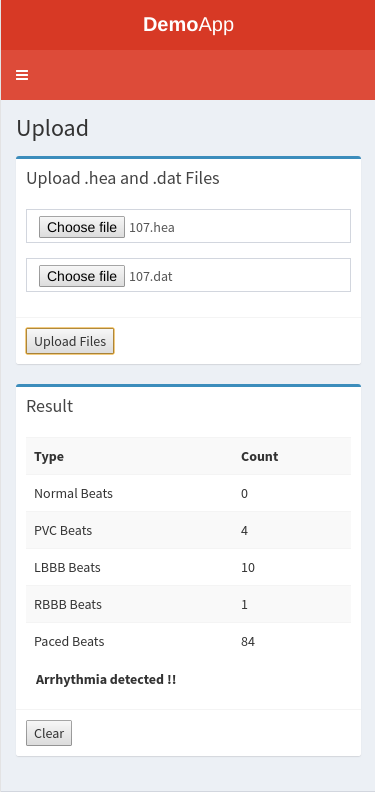 DemoApp
Upload
Upload .hea and .dat Files
Choose file 107.hea
Choose file 107.dat
Upload Files
Result
Type Count
Normal Beats 0
PVC Beats 4
LBBB Beats 10
RBBB Beats 1
Paced Beats 84
Arrhythmia detected !!
Clear